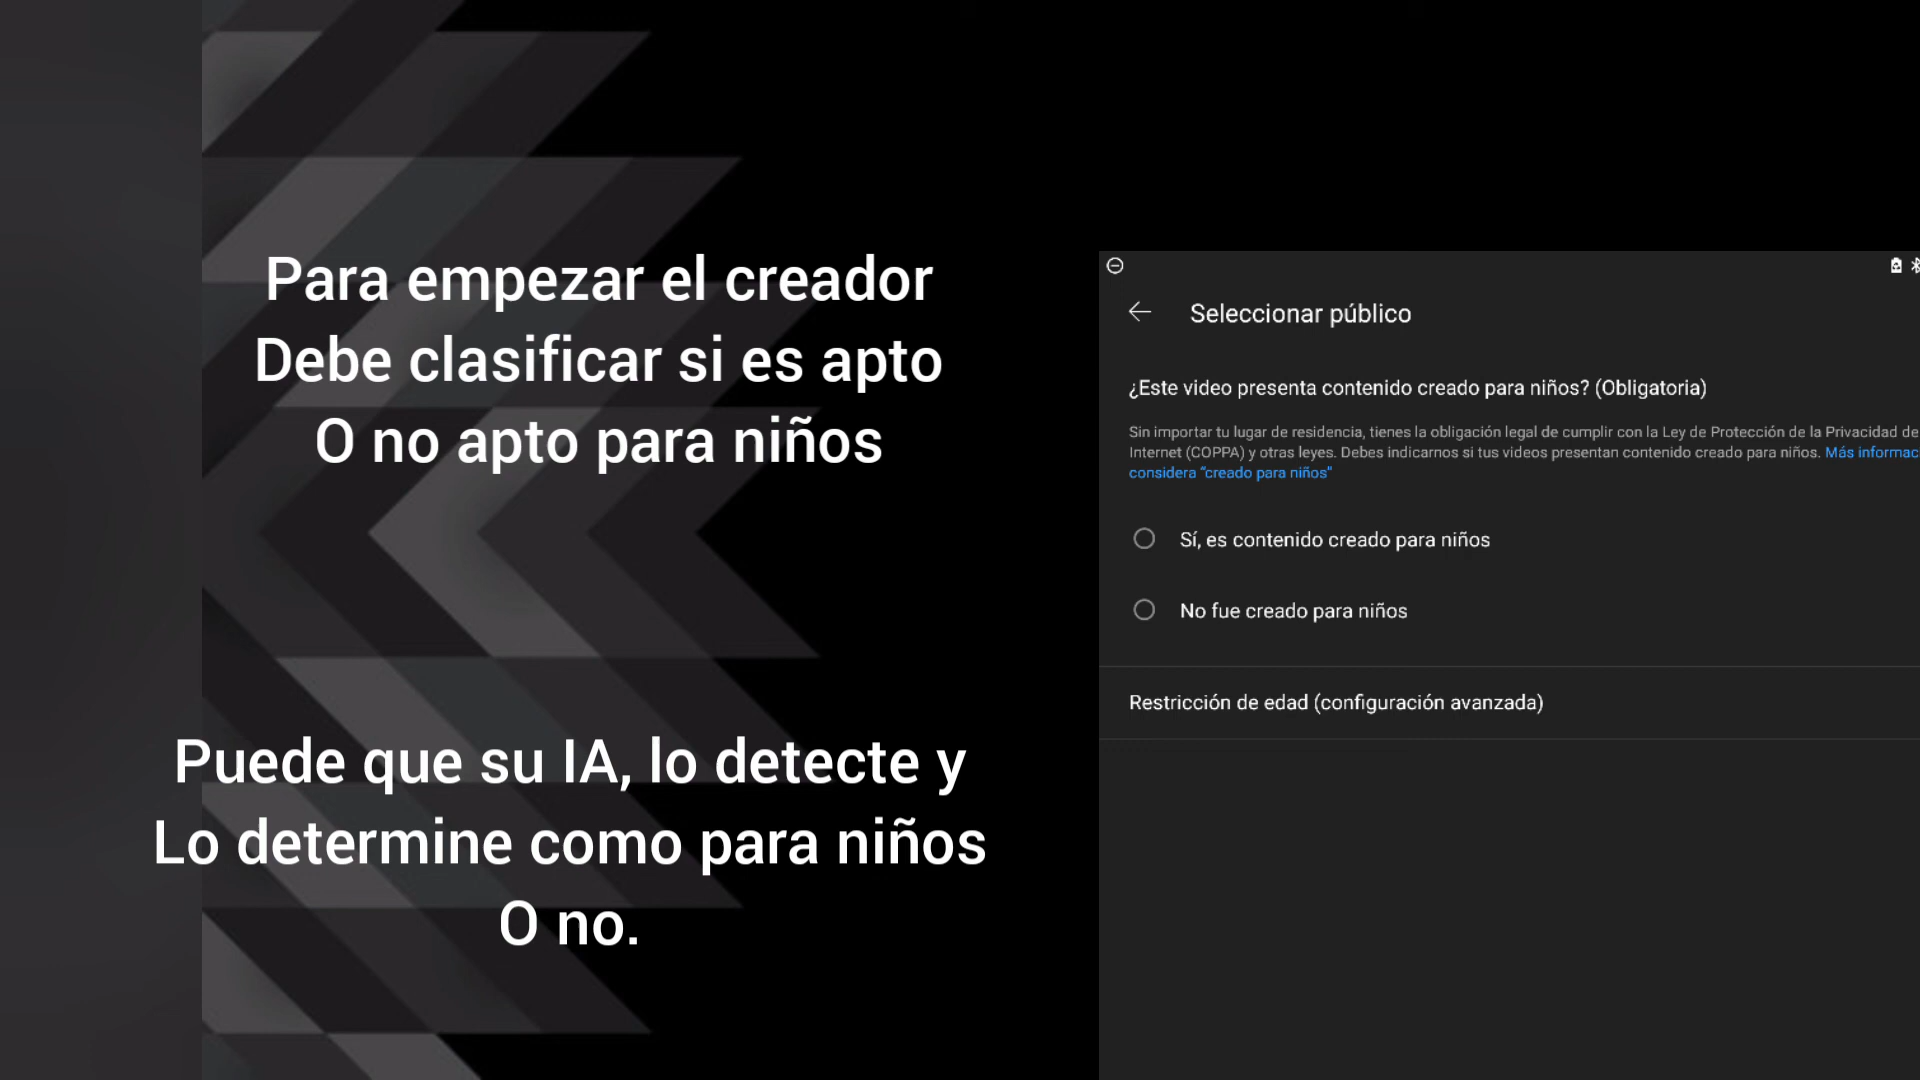 Para empezar el creador
Debe clasificar si es apto
O no apto para niños
Puede que su IA, lo detecte y
Lo determine como para niños
O no.
Seleccionar público
¿Este video presenta contenido creado para niños? (Obligatoria)
Sin importar tu lugar de residencia, tienes la obligación legal de cumplir con la Ley de Protección de la Privacidad de
Internet (COPPA) y otras leyes. Debes indicarnos si tus videos presentan contenido creado para niños. Más informac
considera "creado para niños"
Sí, es contenido creado para niños
No fue creado para niños
Restricción de edad (configuración avanzada)